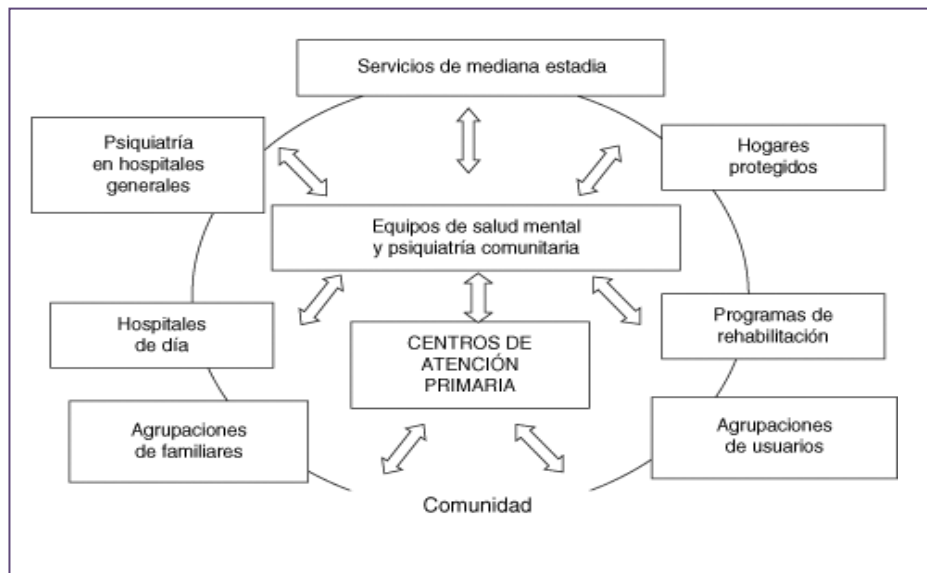 Servicios de mediana estadia
Psiquiatría
en hospitales
generales
Hogares
protegidos
Equipos de salud mental
y psiquiatría comunitaria
Hospitales
de día
CENTROS DE
ATENCIÓN
PRIMARIA
Programas de
rehabilitación
Agrupaciones
de familiares
Agrupaciones
de usuarios
Comunidad